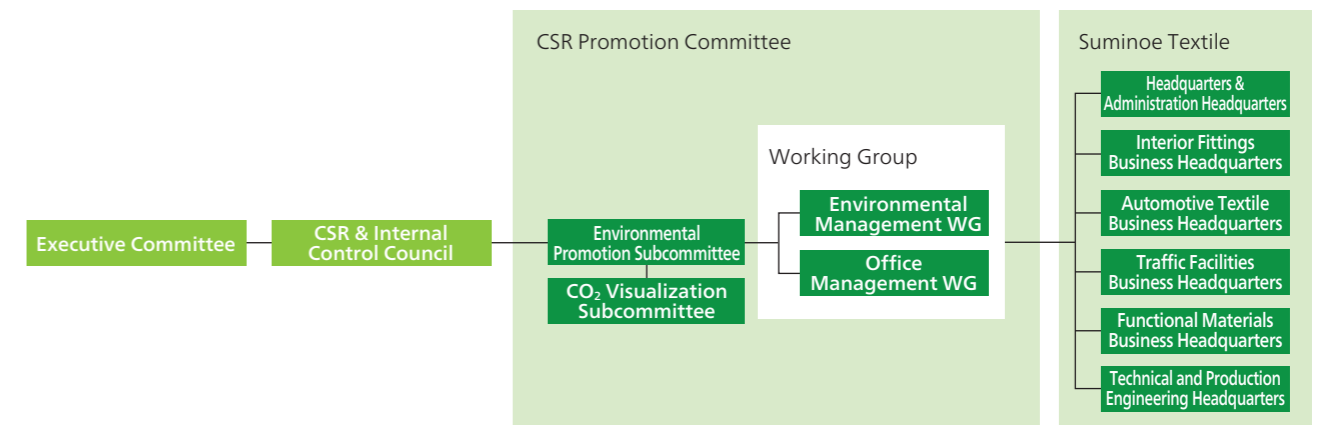 CSR Promotion Committee
Suminoe Textile
Executive Committee
CSR & Internal
Control Council
Environmental
Promotion Subcommittee
CO₂ Visualization
Subcommittee
Working Group
Environmental
Management WG
Office
Management WG
Headquarters &
Administration Headquarters
Interior Fittings
Business Headquarters
Automotive Textile
Business Headquarters
Traffic Facilities
Business Headquarters
Functional Materials
Business Headquarters
Technical and Production
Engineering Headquarters